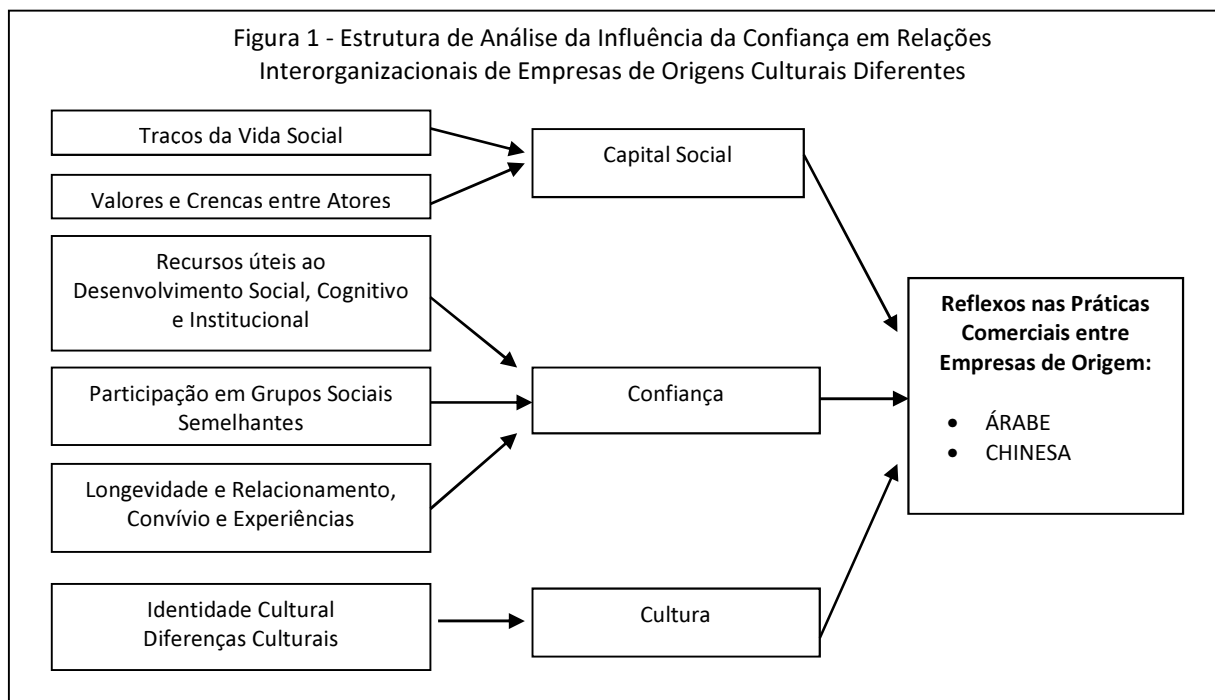 Figura 1 - Estrutura de Análise da Influência da Confiança em Relações
Interorganizacionais de Empresas de Origens Culturais Diferentes
Tracos da Vida Social
Valores e Crencas entre Atores
Recursos úteis ao
Desenvolvimento Social, Cognitivo
e Institucional
Participação em Grupos Sociais
Semelhantes
Longevidade e Relacionamento,
Convívio e Experiências
Identidade Cultural
Diferenças Culturais
Capital Social
Confiança
Cultura
Reflexos nas Práticas
Comerciais entre
Empresas de Origem:
• ÁRABE
• CHINESA